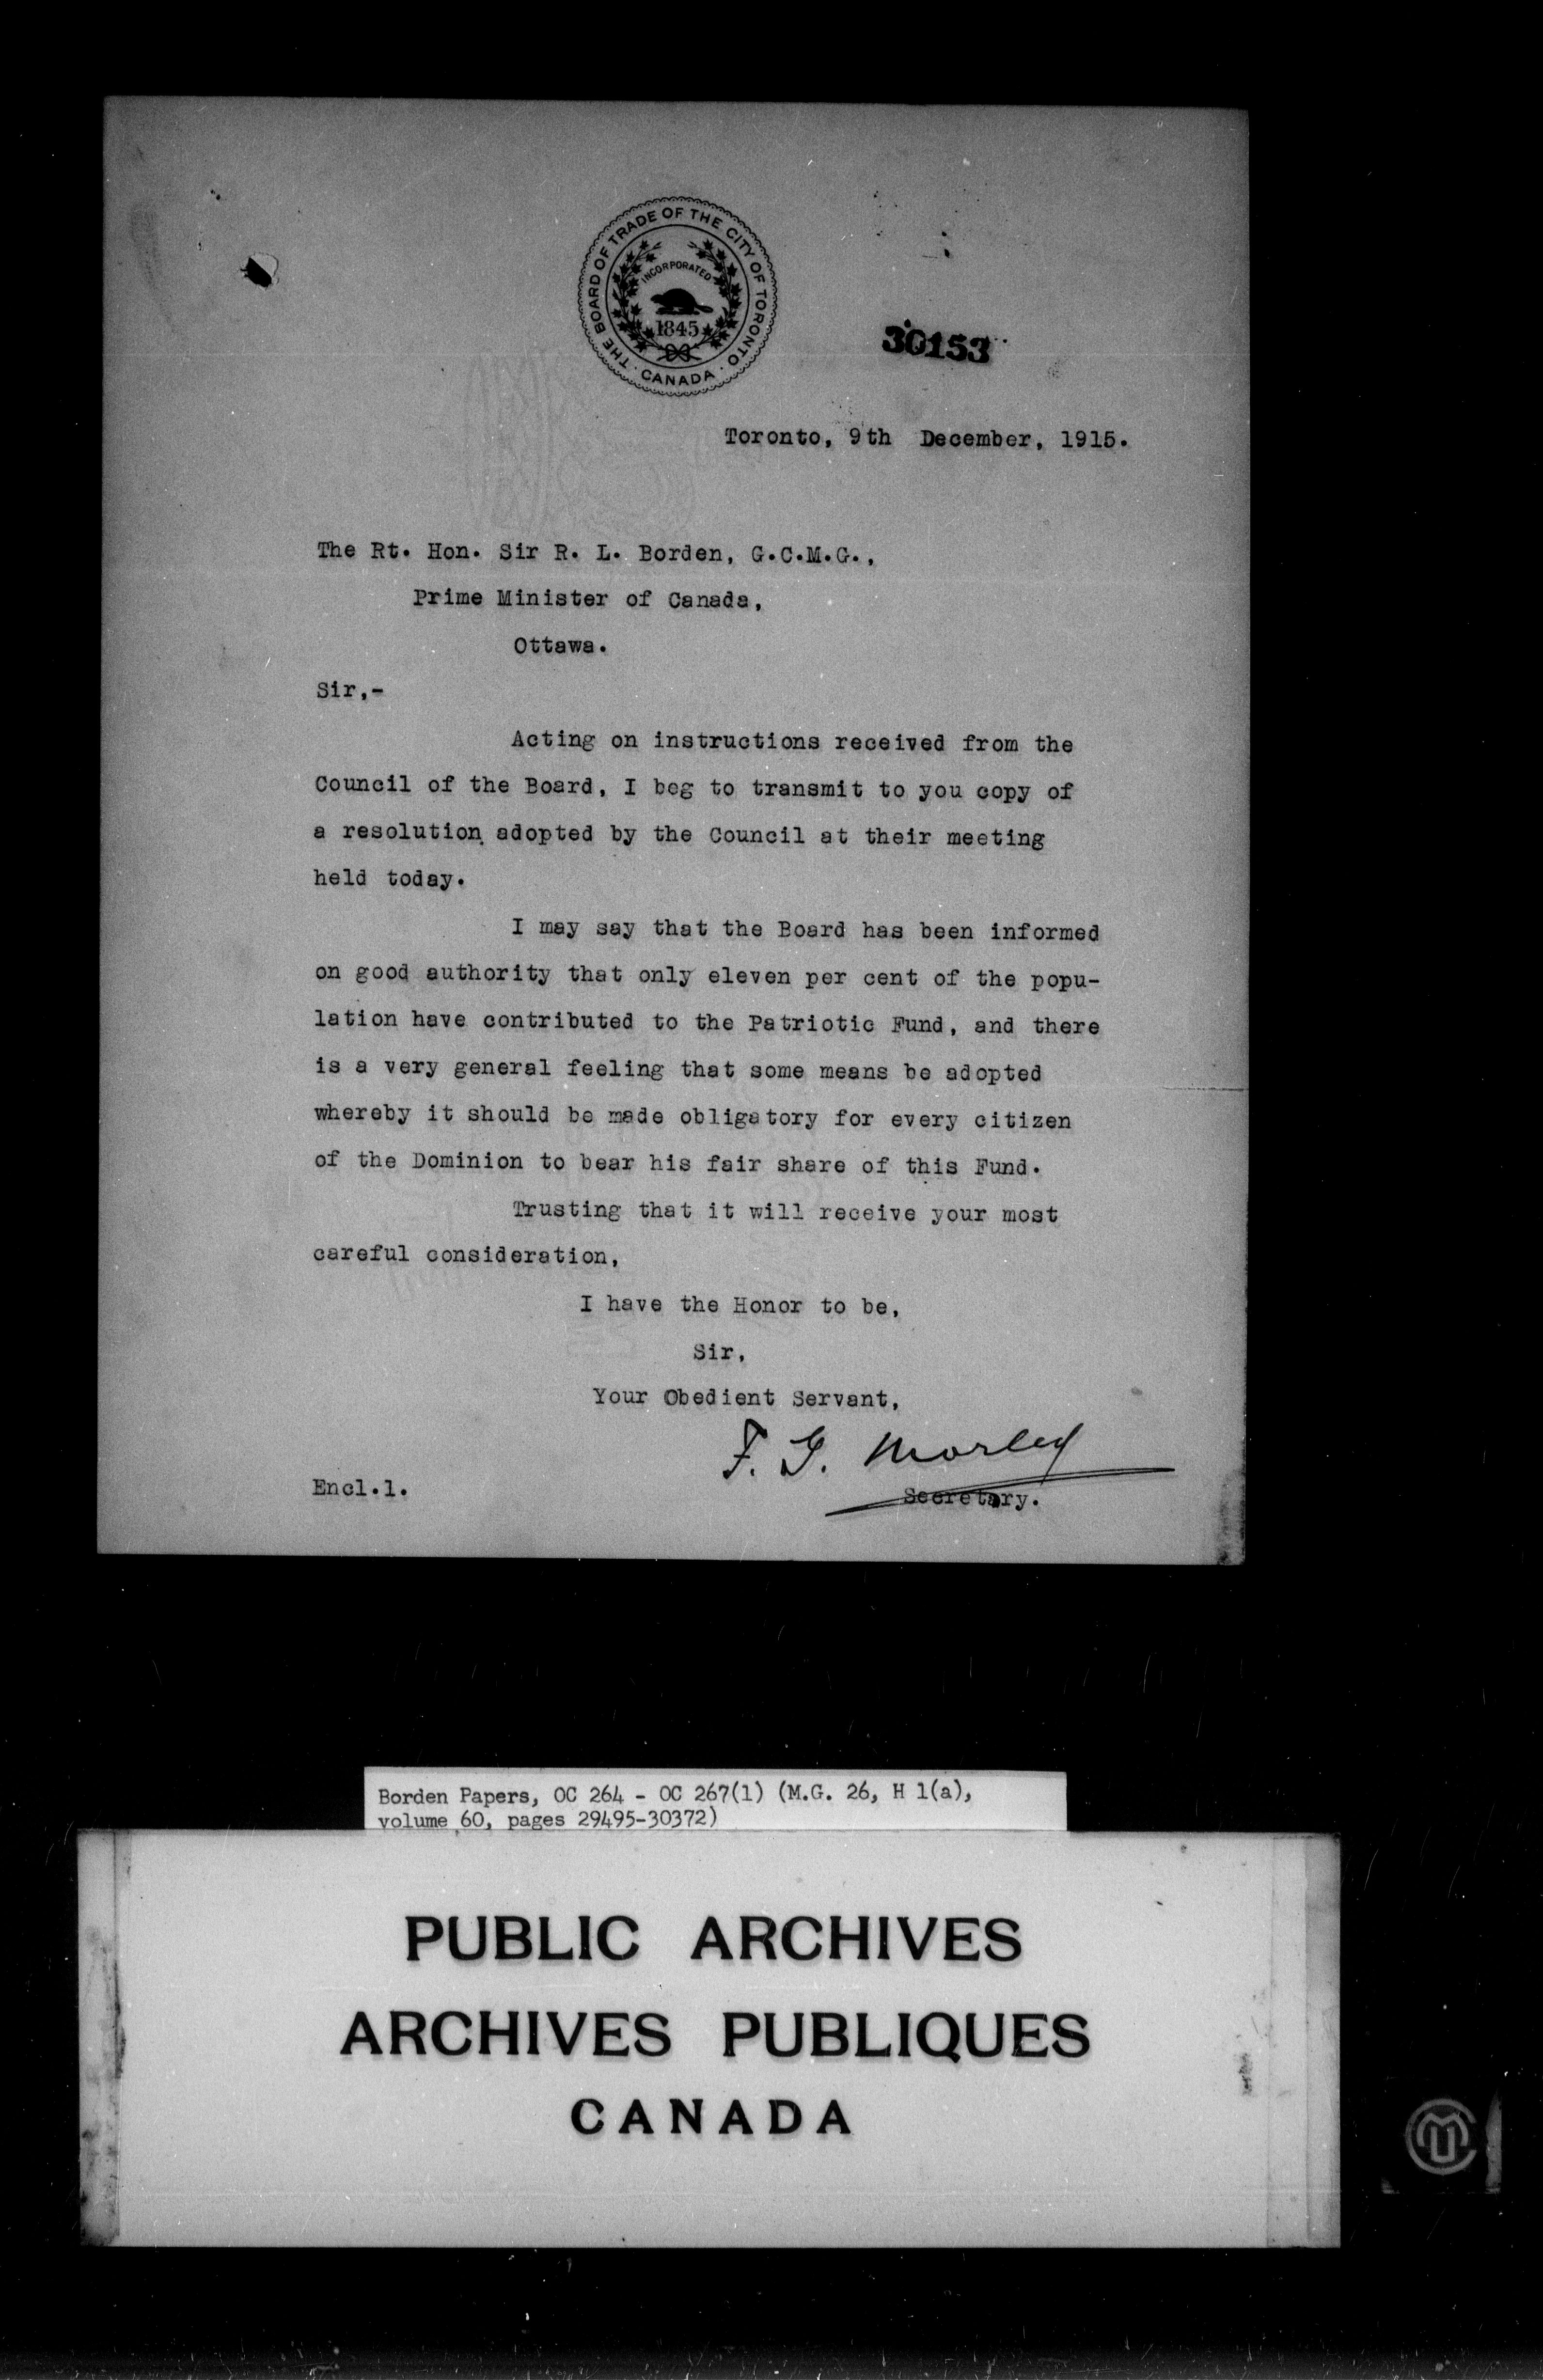 THE BOARD OF TRADE OF THE CITY OF TORONTO
INCORPORATED
1845
CANADA
30153
Toronto, 9th December, 1915.
The Rt. Hon. Sir R. L. Borden, G.C.M.G.,
Prime Minister of Canada,
Ottawa.
Sir,-
Acting on instructions received from the
Council of the Board, I beg to transmit to you copy of
a resolution adopted by the Council at their meeting
held today.
I may say that the Board has been informed
on good authority that only eleven per cent of the popu-
lation have contributed to the Patriotic Fund, and there
is a very general feeling that some means be adopted
whereby it should be made obligatory for every citizen
of the Dominion to bear his fair share of this Fund.
Trusting that it will receive your most
careful consideration,
I have the Honor to be,
Sir,
Your Obedient Servant,
F. G. Morley
Encl.1.
Secretary.
Borden Papers, OC 264 - OC 267(1) (M.G. 26, H 1(a),
volume 60, pages 29495-30372)
PUBLIC ARCHIVES
ARCHIVES PUBLIQUES
CANADA